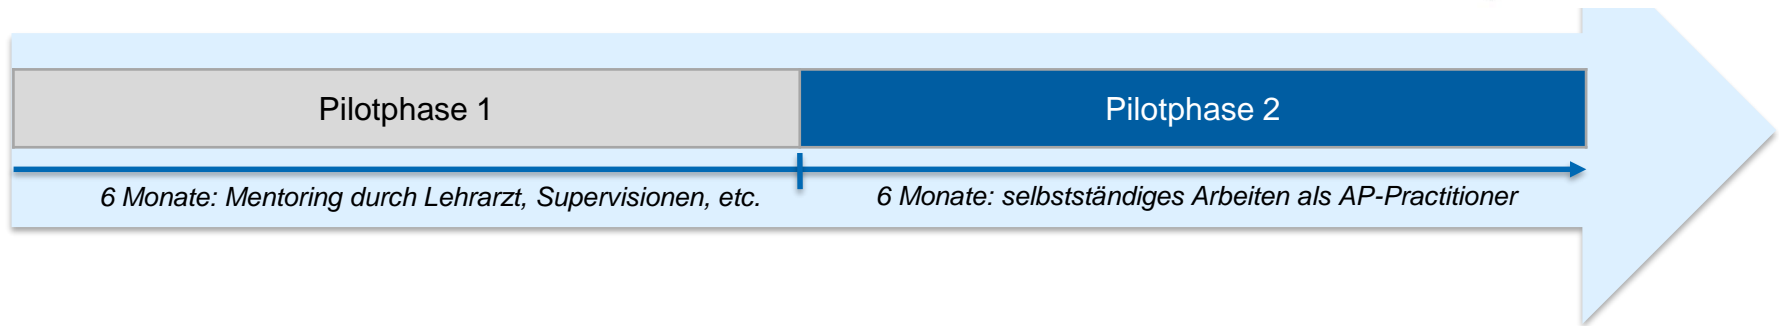 Pilotphase 1
Pilotphase 2
6 Monate: Mentoring durch Lehrarzt, Supervisionen, etc.
6 Monate: selbstständiges Arbeiten als AP-Practitioner